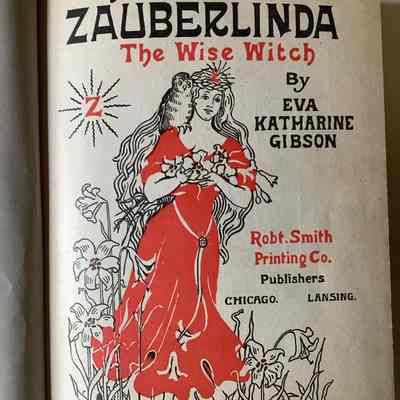 ZAUBERLINDA
The Wise Witch
By
EVA
KATHARINE
GIBSON
Z
Z
Robt. Smith
Printing Co.
Publishers
CHICAGO. LANSING.